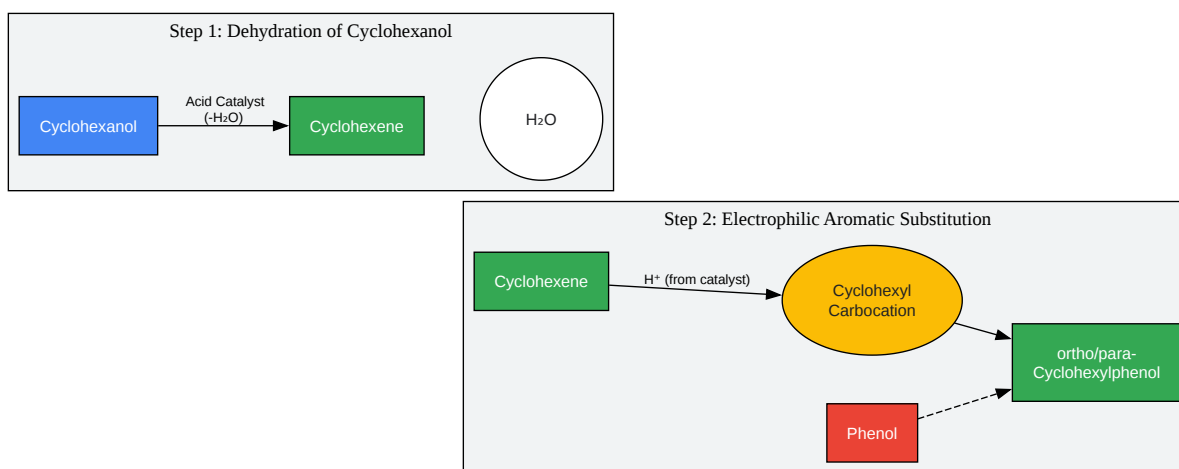 Step 1: Dehydration of Cyclohexanol
Acid Catalyst
(-H₂O)
Cyclohexanol
Cyclohexene
H₂O
Step 2: Electrophilic Aromatic Substitution
Cyclohexene
H⁺ (from catalyst)
Cyclohexyl
Carbocation
ortho/para-
Cyclohexylphenol
Phenol